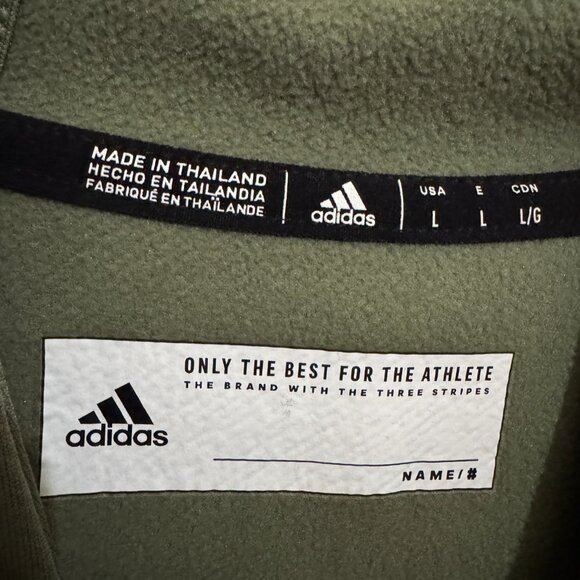 MADE IN THAILAND
HECHO EN TAILANDIA
FABRIQUÉ EN THAÏLANDE
adidas
USA E CDN
L L L/G
adidas
ONLY THE BEST FOR THE ATHLETE
THE BRAND WITH THE THREE STRIPES
NAME/#